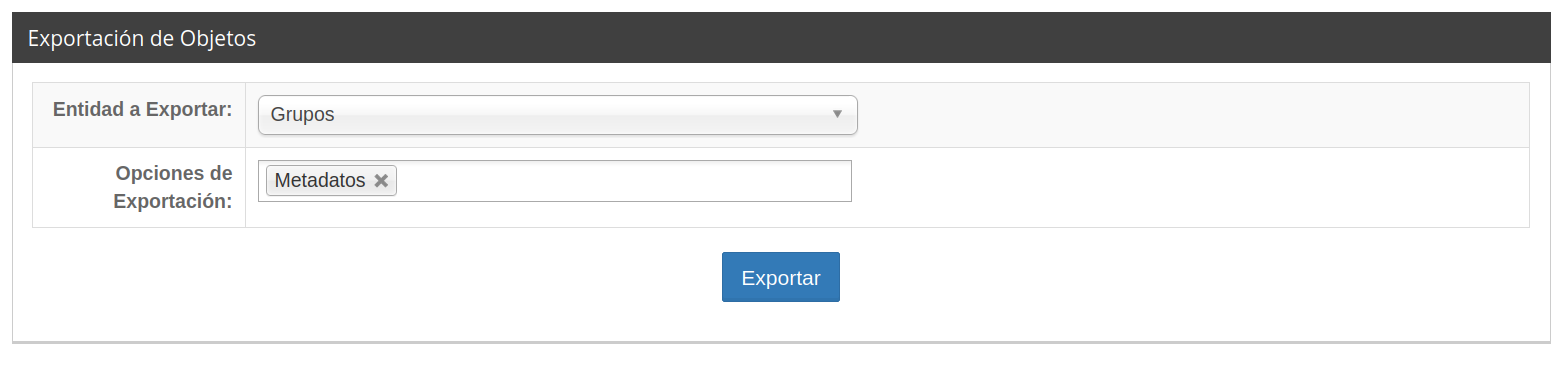 Exportación de Objetos
Entidad a Exportar:
Grupos
Opciones de
Exportación:
Metadatos
Exportar